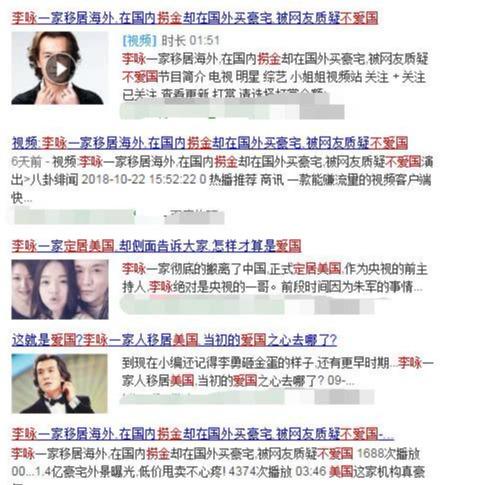 李咏一家移居海外,在国内捞金却在国外买豪宅,被网友质疑不爱国
[视频] 时长 01:51
李咏一家移居海外,在国内捞金却在国外买豪宅,被网友质疑
不爱国节目简介 电视 明星 综艺 小姐姐视频站 关注 + 关注
已关注 查看更新 打赏 请选择打赏金额:
视频:李咏一家移居海外,在国内捞金却在国外买豪宅,被网友质疑不爱国
6天前 - 视频:李咏一家移居海外,在国内捞金却在国外买豪宅,被网友质疑不爱国演
出>八卦绯闻 2018-10-22 15:52:22 0 热播推荐 商讯 一款能赚流量的视频客户端
快...
李咏一家定居美国,却侧面告诉大家,怎样才算是爱国
李咏一家彻底的搬离了中国,正式定居美国,作为央视的前主
持人,李咏绝对是央视的一哥。 前段时间因为朱军的事情...
这就是爱国?李咏一家人移居美国,当初的爱国之心去哪了?
到现在小编还记得李勇砸金蛋的样子,还有更早时期...李咏一
家人移居美国,当初的爱国之心去哪了? 09-...
李咏一家移居海外,在国内捞金却在国外买豪宅,被网友质疑不爱国-...
李咏一家移居海外,在国内捞金却在国外买豪宅,被网友质疑不爱国 1688次播放
00...1.4亿豪宅外景曝光,低价甩卖不心疼! 4374次播放 03:46 美国这家机构真豪